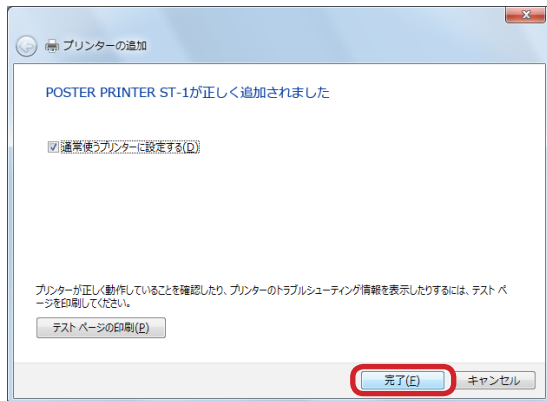 プリンターの追加
POSTER PRINTER ST-1が正しく追加されました
通常使うプリンターに設定する(D)
プリンターが正しく動作していることを確認したり、プリンターのトラブルシューティング情報を表示したりするには、テスト ペ
ージを印刷してください。
テスト ページの印刷(P)
完了(F) キャンセル